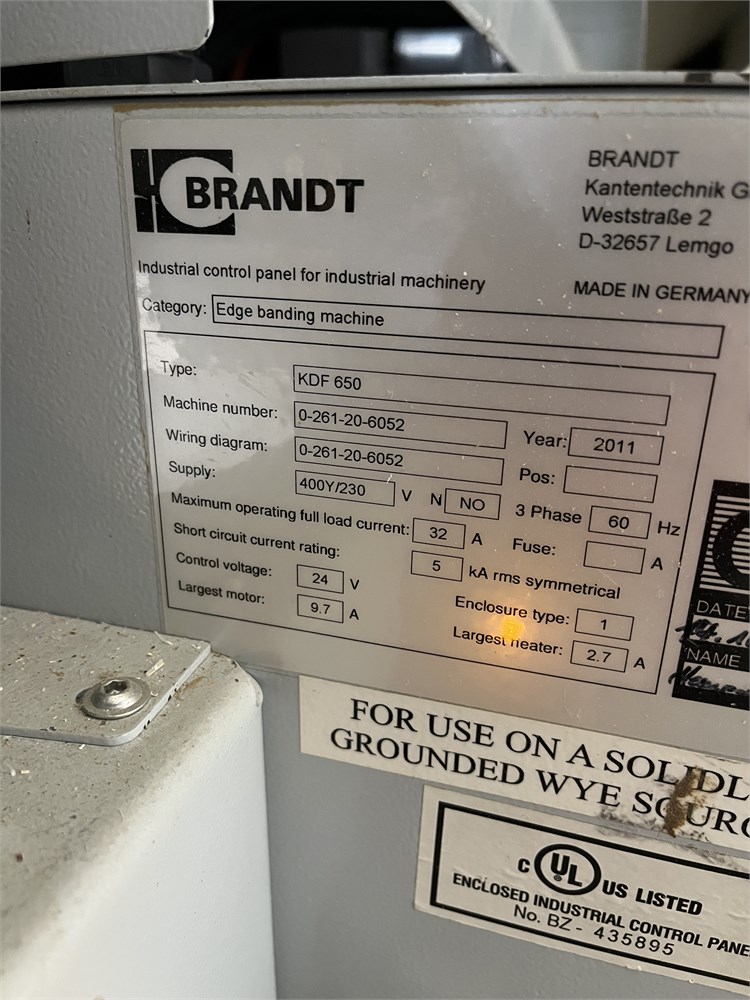 BRANDT
BRANDT
Kantentechnik G
Weststraße 2
D-32657 Lemgo
Industrial control panel for industrial machinery
MADE IN GERMANY
Category: Edge banding machine
Type: KDF 650
Machine number: 0-261-20-6052 Year: 2011
Wiring diagram: 0-261-20-6052 Pos:
Supply: 400Y/230 V N NO 3 Phase 60 Hz
Maximum operating full load current: 32 A Fuse: A
Short circuit current rating: 5 kA rms symmetrical
Control voltage: 24 V Enclosure type: 1
Largest motor: 9.7 A Largest heater: 2.7 A
DATE
NAME
FOR USE ON A SOLIDL
GROUNDED WYE SOURC
C UL US LISTED
ENCLOSED INDUSTRIAL CONTROL PANE
No. BZ - 435895